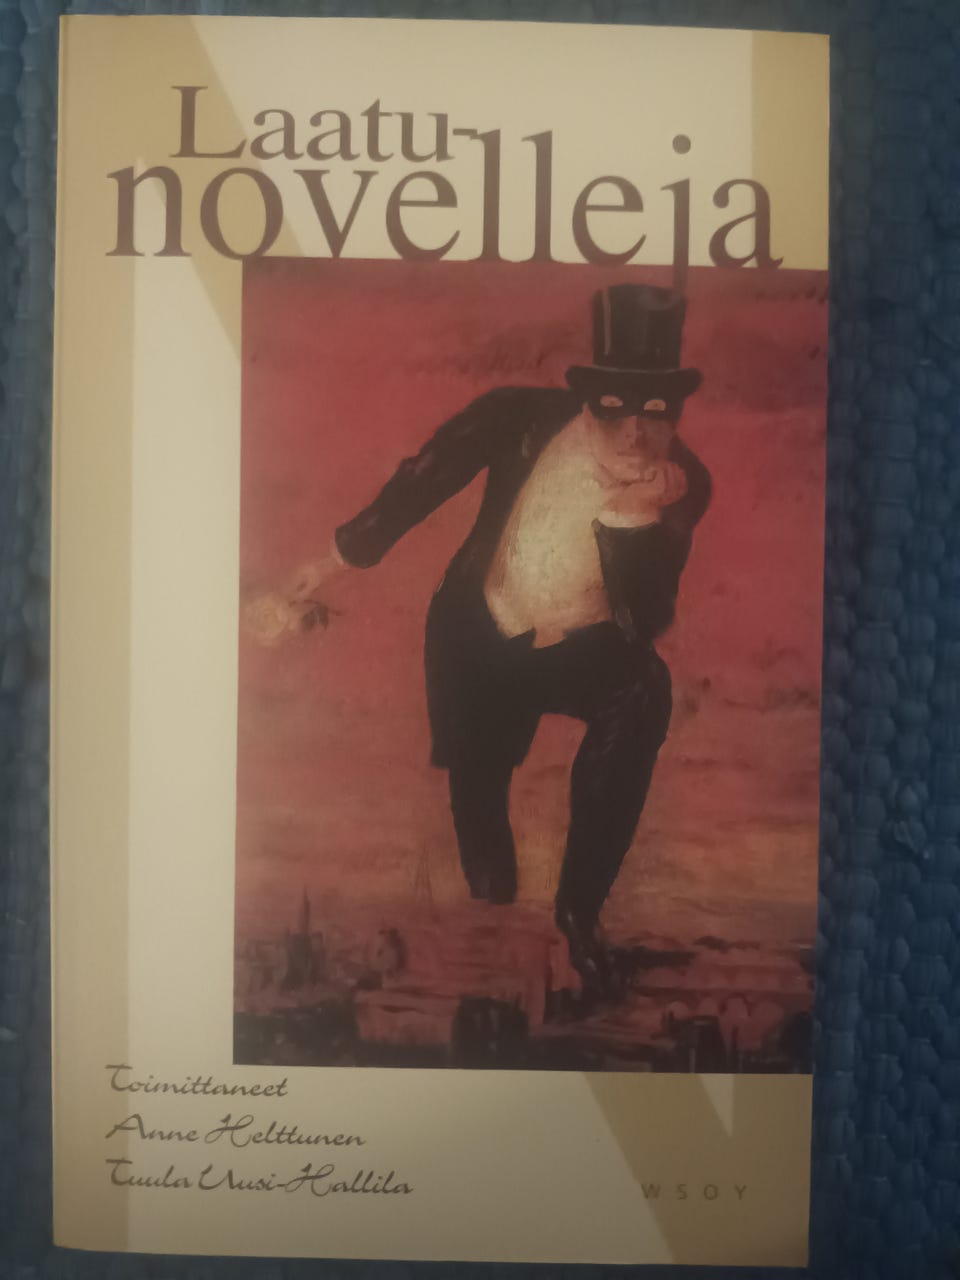 Laatu-
novelleja
Toimittaneet
Anne Helttunen
Tuula Uusi-Hallila
WSOY